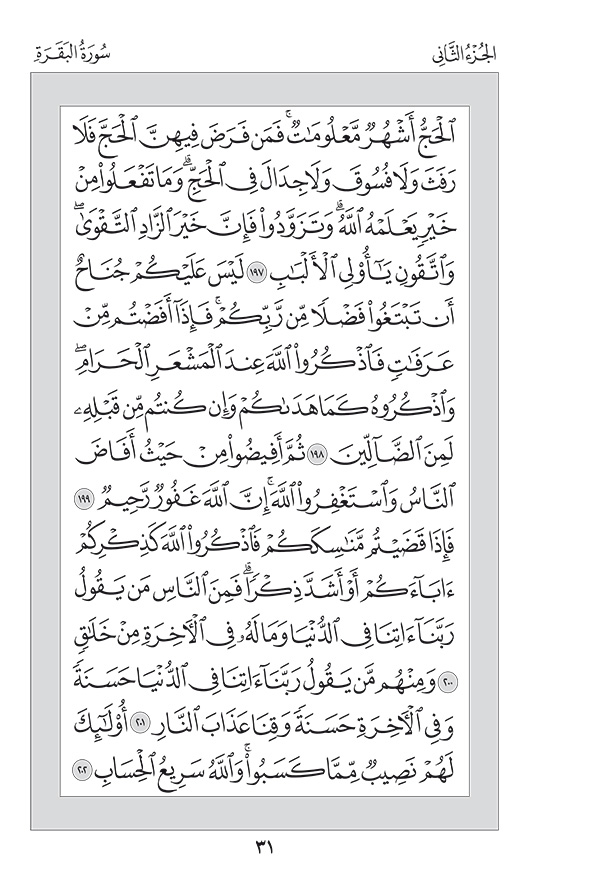 الجُزْءُ الثَّانِي
سُورَةُ البَقَرَةِ
ٱلْحَجُّ أَشْهُرٌ مَّعْلُومَٰتٌ ۚ فَمَن فَرَضَ فِيهِنَّ ٱلْحَجَّ فَلَا
رَفَثَ وَلَا فُسُوقَ وَلَا جِدَالَ فِى ٱلْحَجِّ ۗ وَمَا تَفْعَلُوا۟ مِنْ
خَيْرٍ يَعْلَمْهُ ٱللَّهُ ۗ وَتَزَوَّدُوا۟ فَإِنَّ خَيْرَ ٱلزَّادِ ٱلتَّقْوَىٰ ۖ
وَٱتَّقُونِ يَٰٓأُو۟لِى ٱلْأَلْبَٰبِ ١٩٧ لَيْسَ عَلَيْكُمْ جُنَاحٌ
أَن تَبْتَغُوا۟ فَضْلًا مِّن رَّبِّكُمْ ۚ فَإِذَآ أَفَضْتُم مِّنْ
عَرَفَٰتٍ فَٱذْكُرُوا۟ ٱللَّهَ عِندَ ٱلْمَشْعَرِ ٱلْحَرَامِ ۖ
وَٱذْكُرُوهُ كَمَا هَدَىٰكُمْ وَإِن كُنتُم مِّن قَبْلِهِۦ
لَمِنَ ٱلضَّآلِّينَ ١٩٨ ثُمَّ أَفِيضُوا۟ مِنْ حَيْثُ أَفَاضَ
ٱلنَّاسُ وَٱسْتَغْفِرُوا۟ ٱللَّهَ ۚ إِنَّ ٱللَّهَ غَفُورٌ رَّحِيمٌ ١٩٩
فَإِذَا قَضَيْتُم مَّنَٰسِكَكُمْ فَٱذْكُرُوا۟ ٱللَّهَ كَذِكْرِكُمْ
ءَابَآءَكُمْ أَوْ أَشَدَّ ذِكْرًا ۗ فَمِنَ ٱلنَّاسِ مَن يَقُولُ
رَبَّنَآ ءَاتِنَا فِى ٱلدُّنْيَا وَمَا لَهُۥ فِى ٱلْءَاخِرَةِ مِنْ خَلَٰقٍ
٢٠٠ وَمِنْهُم مَّن يَقُولُ رَبَّنَآ ءَاتِنَا فِى ٱلدُّنْيَا حَسَنَةً
وَفِى ٱلْءَاخِرَةِ حَسَنَةً وَقِنَا عَذَابَ ٱلنَّارِ ٢٠١ أُو۟لَٰٓئِكَ
لَهُمْ نَصِيبٌ مِّمَّا كَسَبُوا۟ ۚ وَٱللَّهُ سَرِيعُ ٱلْحِسَابِ ٢٠٢
٣١